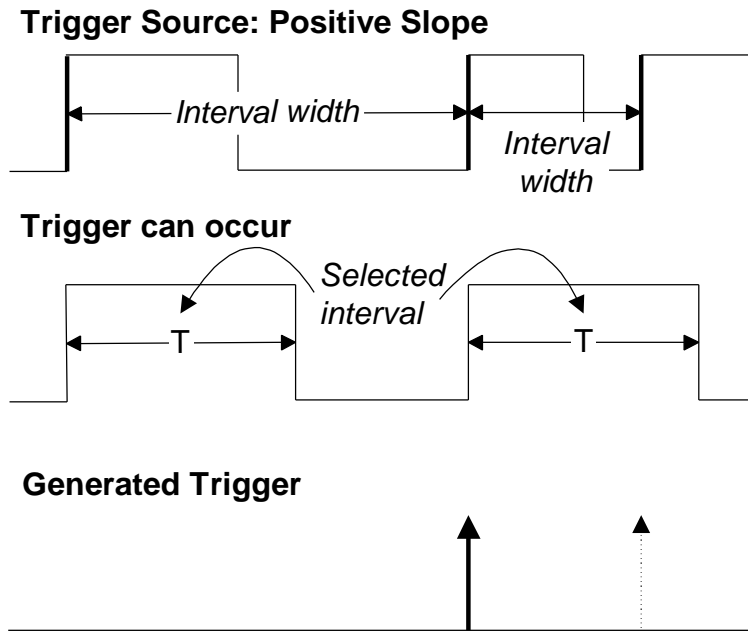 Trigger Source: Positive Slope
Interval width
Interval
width
Trigger can occur
Selected
interval
T
T
Generated Trigger